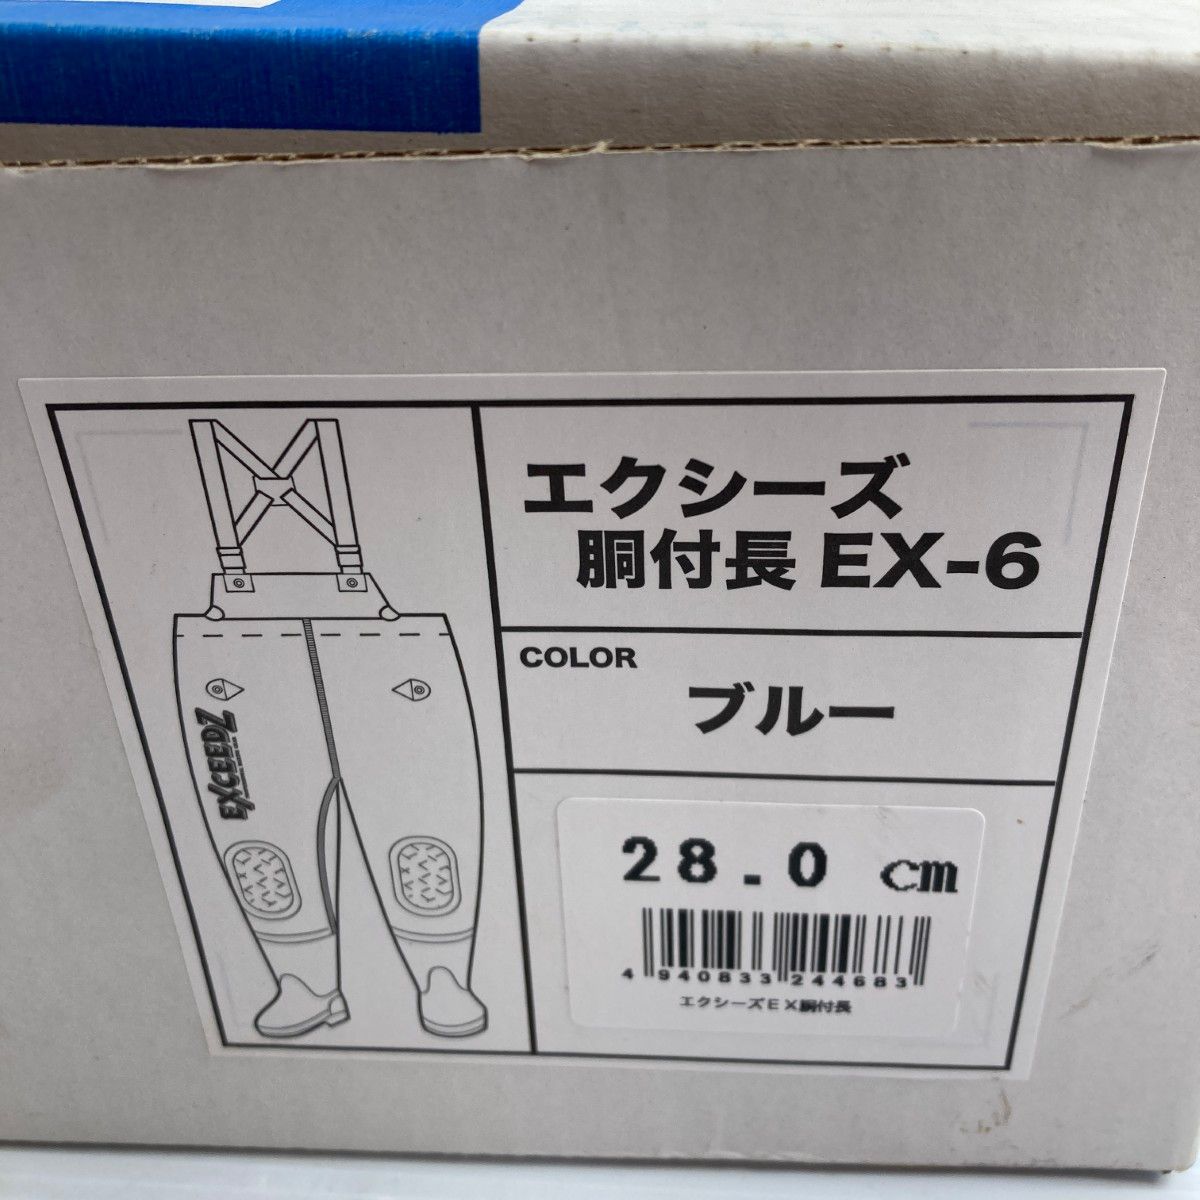 エクシーズ
胴付長 EX-6
COLOR
ブルー
EXCEEDZ
28.0 cm
4 940833 244683
エクシーズEX胴付長